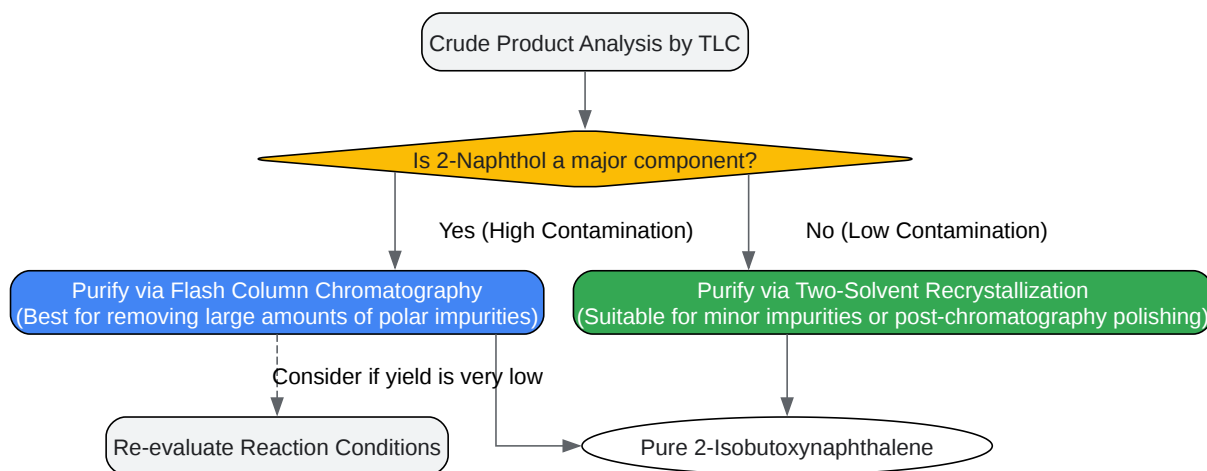 Crude Product Analysis by TLC
Is 2-Naphthol a major component?
Yes (High Contamination)
No (Low Contamination)
Purify via Flash Column Chromatography
(Best for removing large amounts of polar impurities)
Purify via Two-Solvent Recrystallization
(Suitable for minor impurities or post-chromatography polishing)
Consider if yield is very low
Re-evaluate Reaction Conditions
Pure 2-Isobutoxynaphthalene